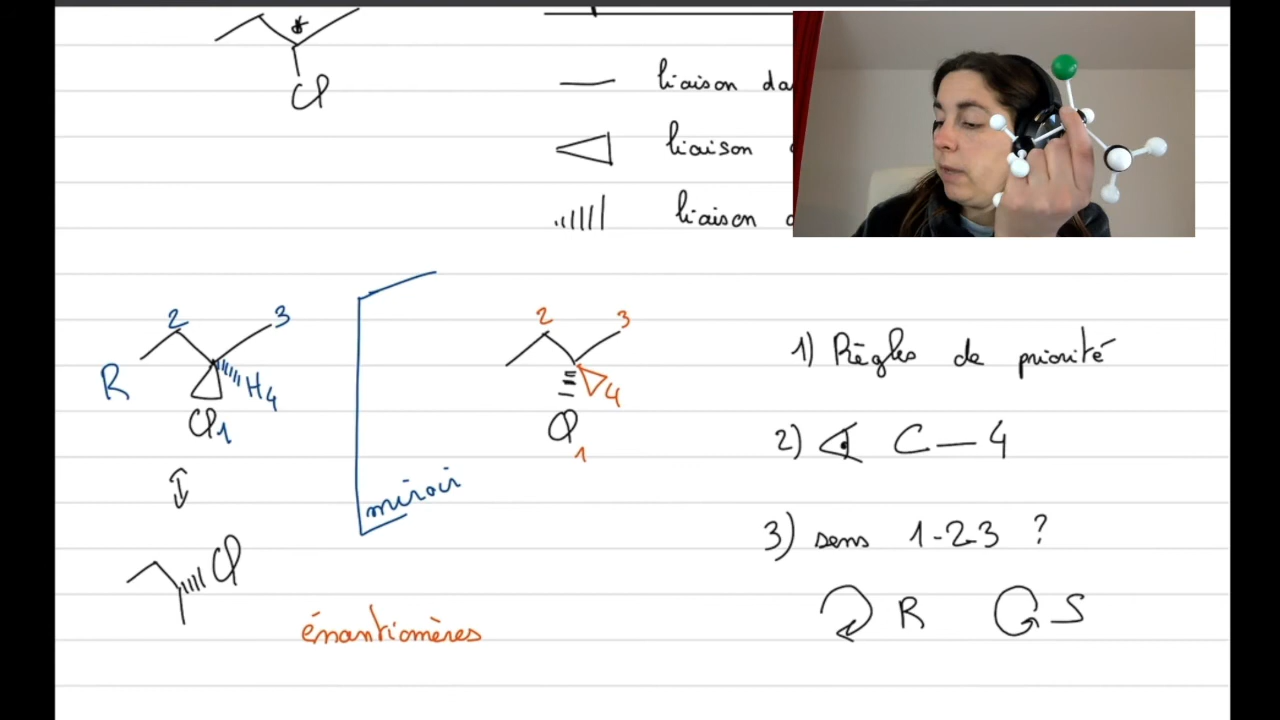 *
Cl
liaison da
liaison
liaison d
2 3
R H4
Cl1
miroir
2 3
4
Cl
1
1) Règles de priorité
2) C — 4
3) sens 1-2-3 ?
R S
Cl
énantiomères